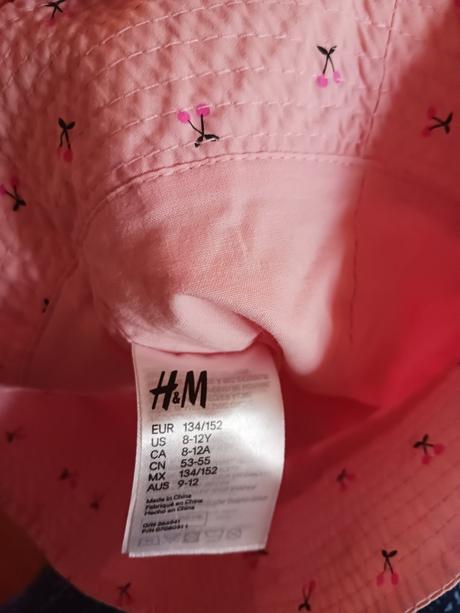 H&M
EUR 134/152
US 8-12Y
CA 8-12A
CN 53-55
MX 134/152
AUS 9-12
Made in China
Fabriqué en Chine
Hecho en China